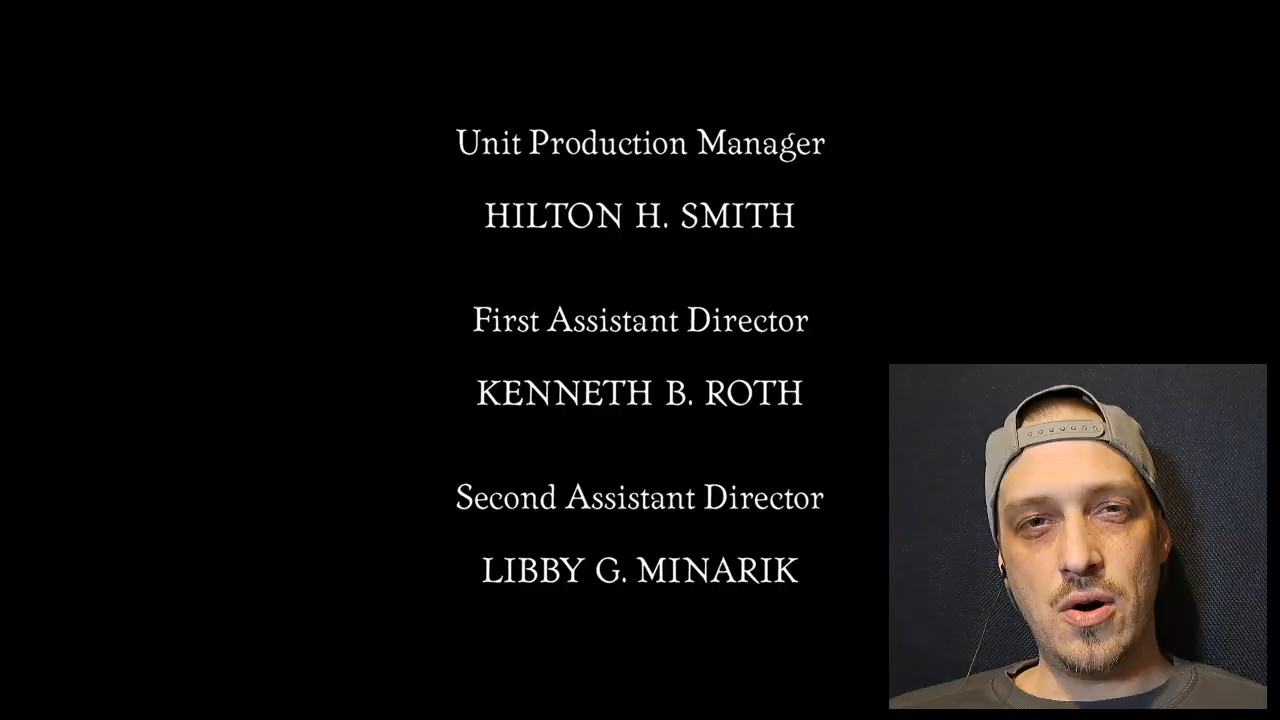 Unit Production Manager
HILTON H. SMITH
First Assistant Director
KENNETH B. ROTH
Second Assistant Director
LIBBY G. MINARIK